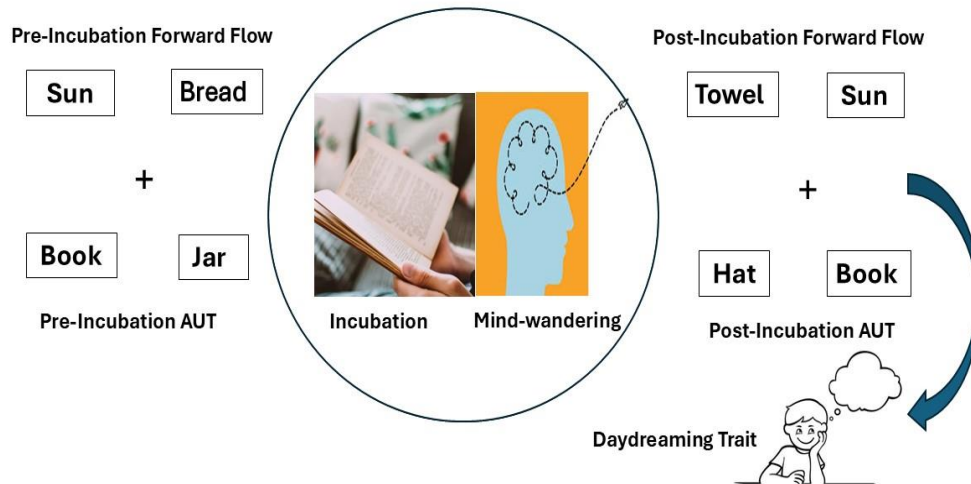 Pre-Incubation Forward Flow
Sun
Bread
+
Book
Jar
Pre-Incubation AUT
Incubation
Mind-wandering
Post-Incubation Forward Flow
Towel
Sun
+
Hat
Book
Post-Incubation AUT
Daydreaming Trait